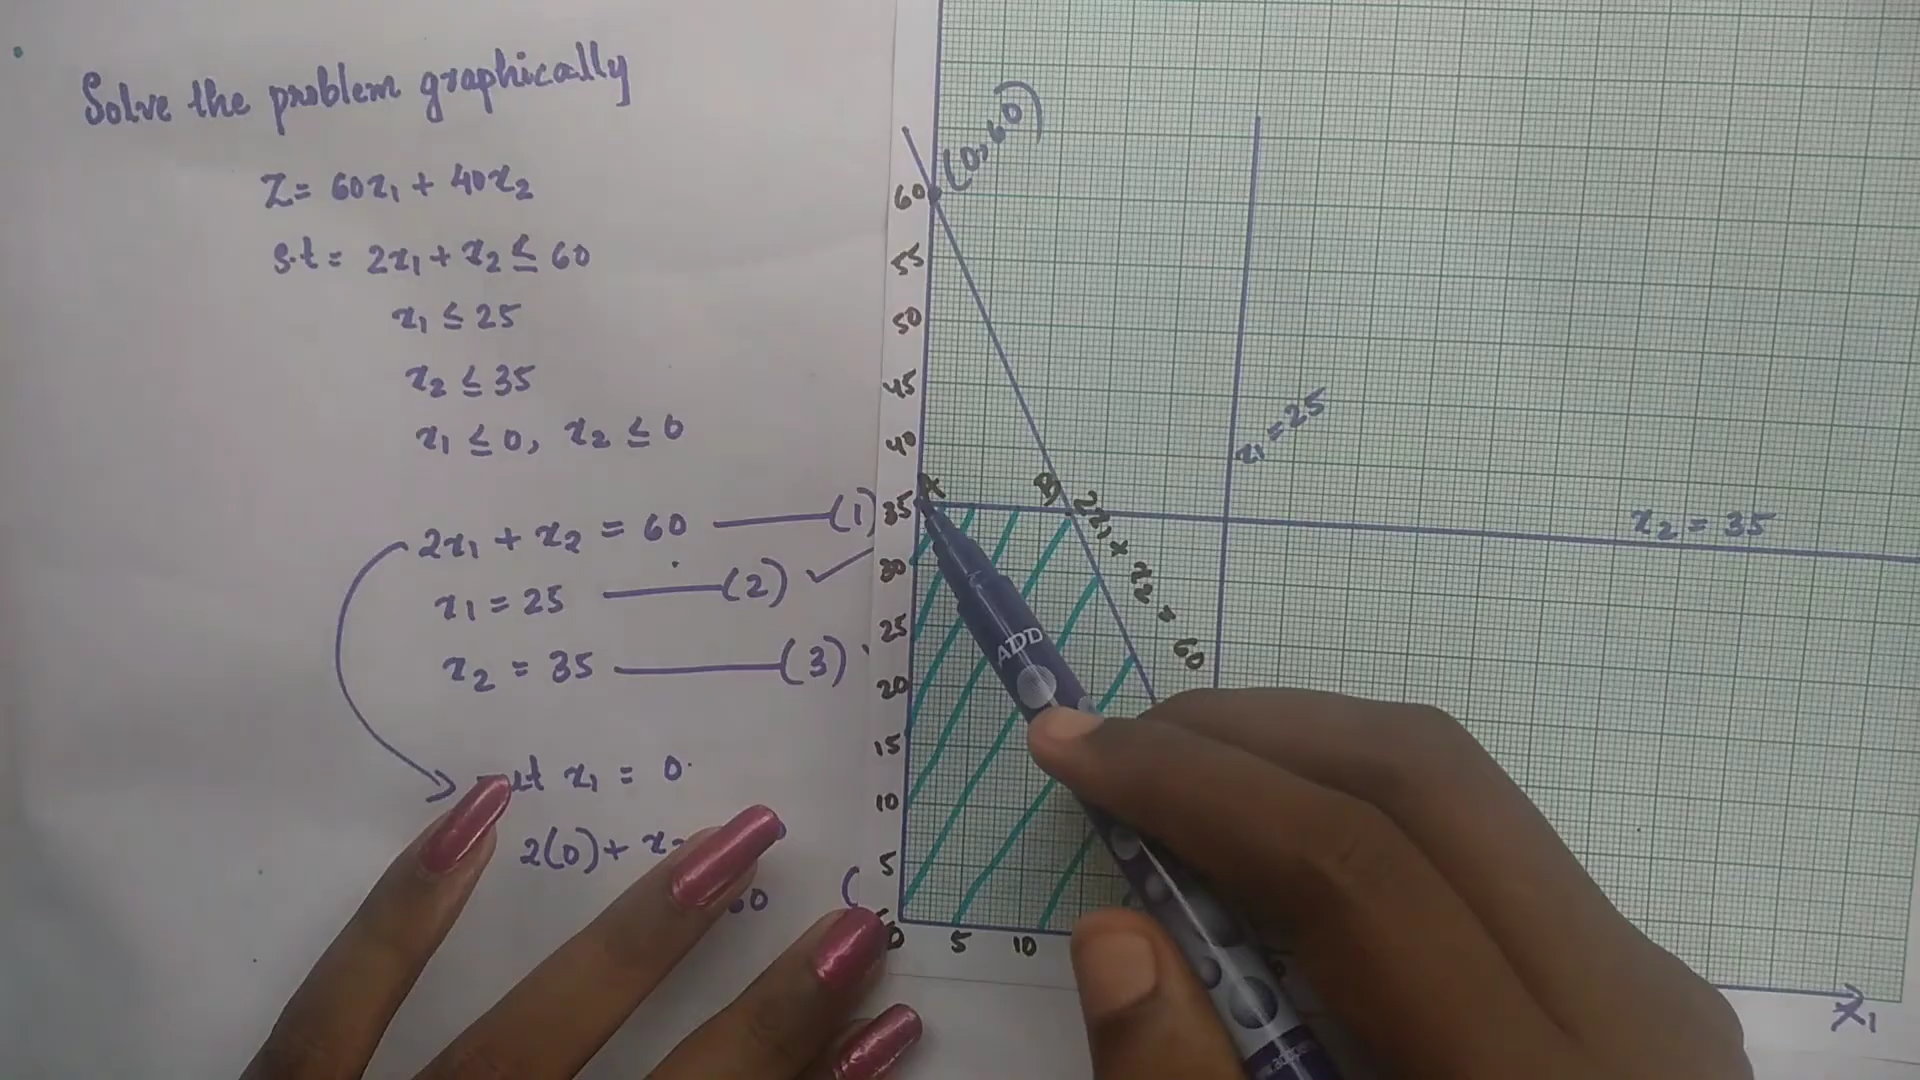 Solve the problem graphically
Z = 60x₁ + 40x₂
s.t = 2x₁ + x₂ ≤ 60
x₁ ≤ 25
x₂ ≤ 35
x₁ ≤ 0, x₂ ≤ 0
2x₁ + x₂ = 60 (1)
x₁ = 25 (2)
x₂ = 35 (3)
x₁ = 0
2(0) + 
(0,60)
60
55
50
45
40
35
30
25
20
15
10
5
0 5 10
A
B
2x₁ + x₂ = 60
x₁ = 25
x₂ = 35
X₁
ADD